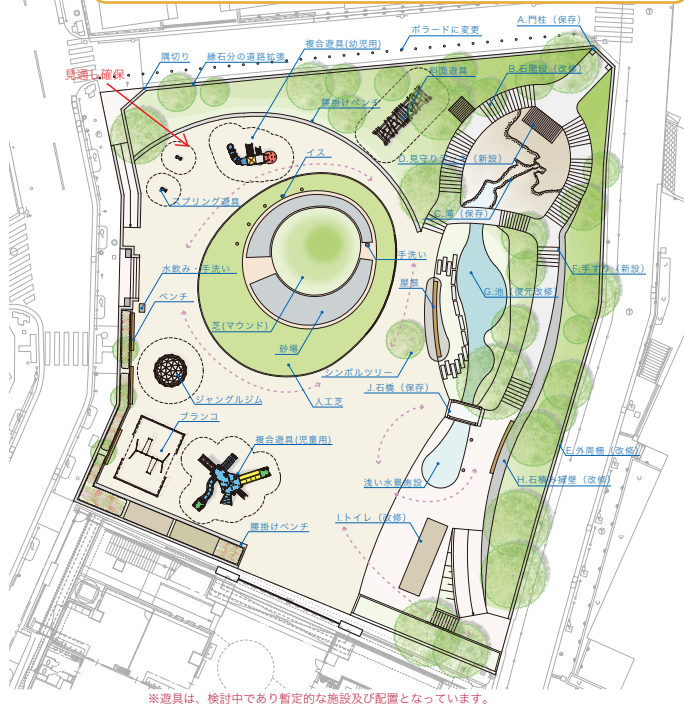 A.門柱（保存）
ボラードに変更
複合遊具(幼児用)
隅切り
縁石分の道路拡張
見通し確保
斜面遊具
B.石階段（改修）
腰掛けベンチ
イス
D.見守り（新設）
スプリング遊具
C.滝（保存）
水飲み・手洗い
手洗い
F.手すり（新設）
ベンチ
屋根
G.池（復元改修）
芝(マウンド)
砂場
シンボルツリー
J.石橋（保存）
ジャングルジム
人工芝
ブランコ
複合遊具(児童用)
E.外周柵（改修）
浅い水景施設
H.石積み擁壁（改修）
I.トイレ（改修）
腰掛けベンチ
※遊具は、検討中であり暫定的な施設及び配置となっています。